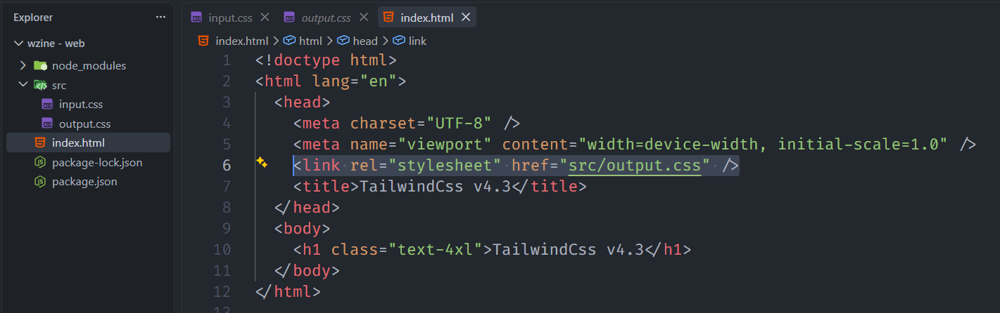 Explorer ···
wzine - web
node_modules
src
input.css
output.css
index.html
package-lock.json
package.json
input.css output.css index.html
index.html > html > head > link
1 <!doctype html>
2 <html lang="en">
3 <head>
4 <meta charset="UTF-8" />
5 <meta name="viewport" content="width=device-width, initial-scale=1.0" />
6 <link rel="stylesheet" href="src/output.css" />
7 <title>TailwindCss v4.3</title>
8 </head>
9 <body>
10 <h1 class="text-4xl">TailwindCss v4.3</h1>
11 </body>
12 </html>
13